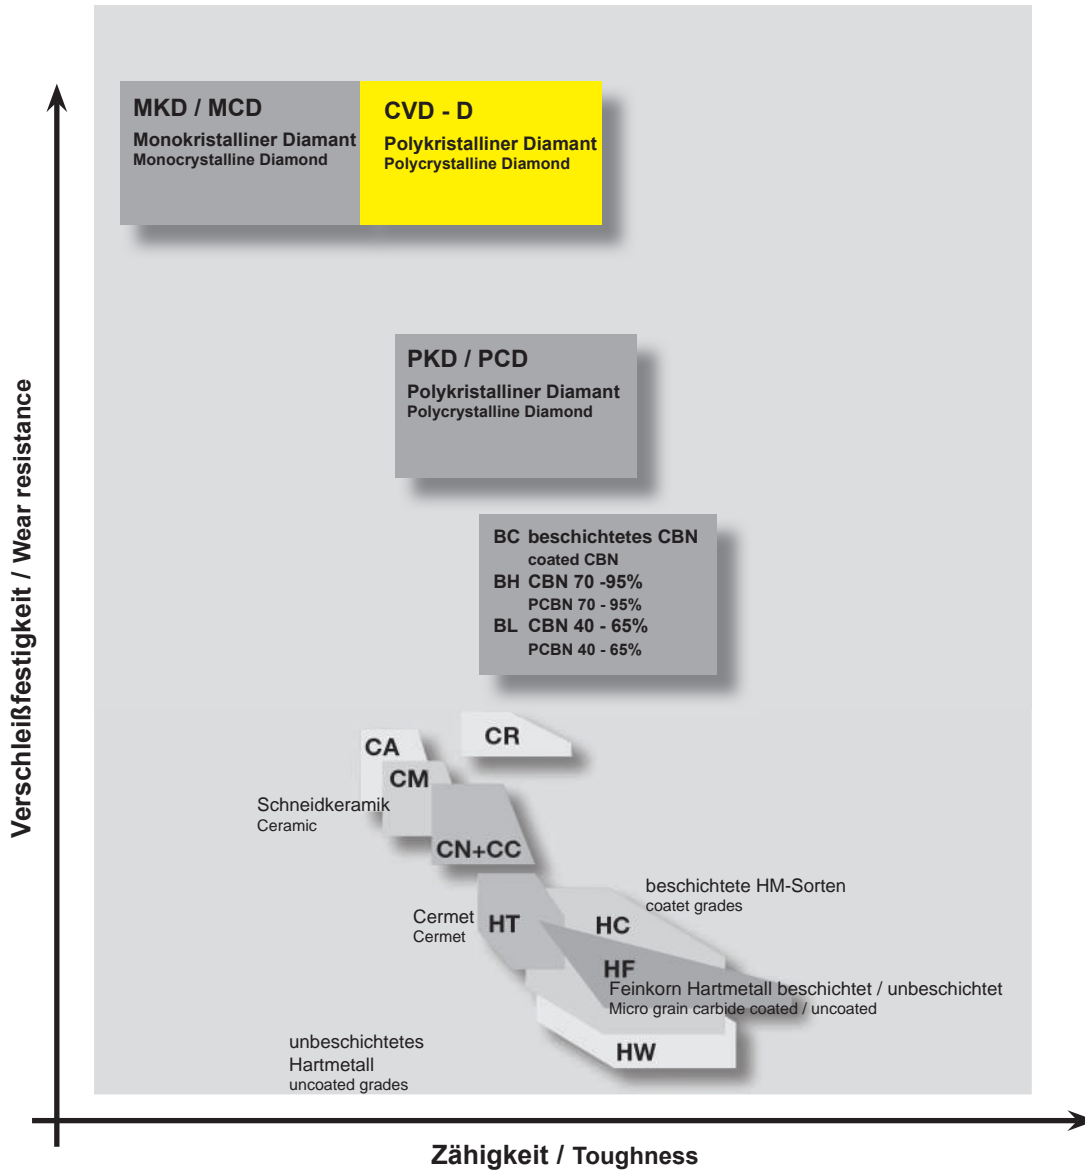 MKD / MCD
Monokristalliner Diamant
Monocrystalline Diamond
CVD - D
Polykristalliner Diamant
Polycrystalline Diamond
PKD / PCD
Polykristalliner Diamant
Polycrystalline Diamond
BC beschichtetes CBN
coated CBN
BH CBN 70 -95%
PCBN 70 - 95%
BL CBN 40 - 65%
PCBN 40 - 65%
CR
CA
CM
Schneidkeramik
Ceramic
CN+CC
beschichtete HM-Sorten
coatet grades
Cermet
Cermet
HT
HC
HF
Feinkorn Hartmetall beschichtet / unbeschichtet
Micro grain carbide coated / uncoated
unbeschichtetes
Hartmetall
uncoated grades
HW
Verschleißfestigkeit / Wear resistance
Zähigkeit / Toughness